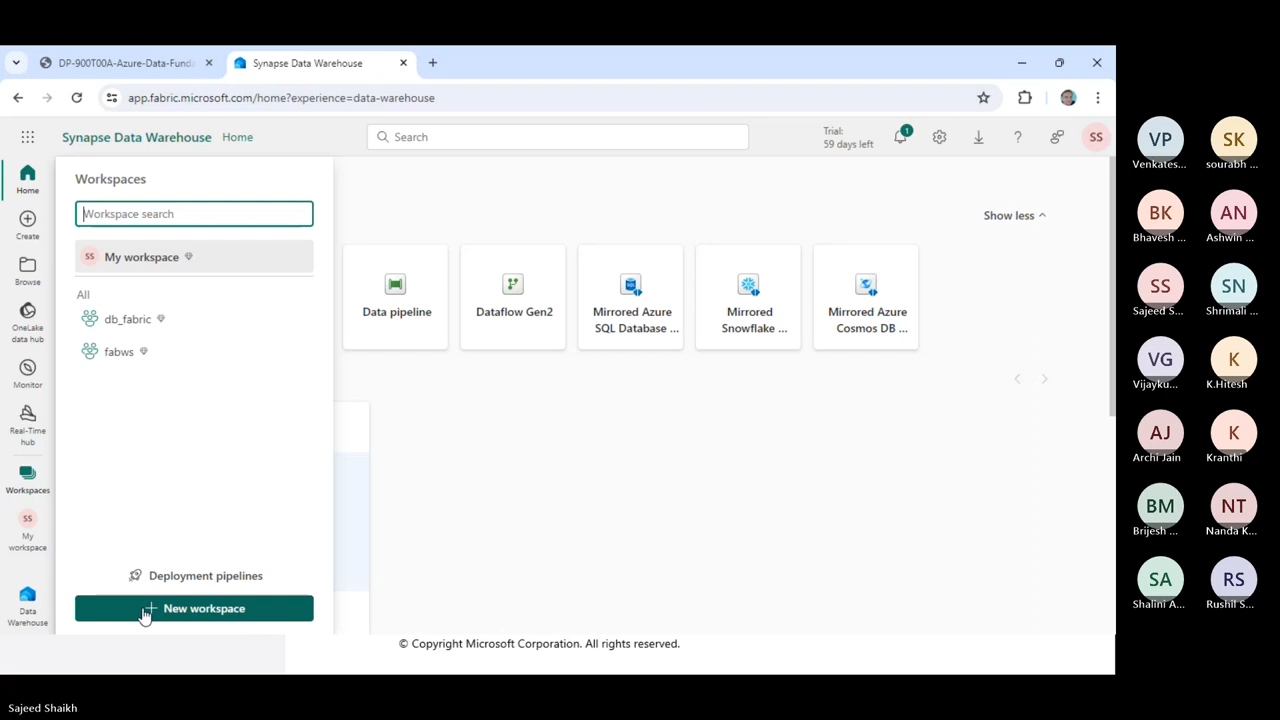 DP-900T00A-Azure-Data-Funda
Synapse Data Warehouse
app.fabric.microsoft.com/home?experience=data-warehouse
Synapse Data Warehouse
Home
Search
Trial:
59 days left
1
SS
Home
Create
Browse
OneLake
data hub
Monitor
Real-Time
hub
Workspaces
SS
My
workspace
Data
Warehouse
Workspaces
Workspace search
SS My workspace
All
db_fabric
fabws
Deployment pipelines
New workspace
Show less
Data pipeline
Dataflow Gen2
Mirrored Azure
SQL Database ...
Mirrored
Snowflake ...
Mirrored Azure
Cosmos DB ...
© Copyright Microsoft Corporation. All rights reserved.
VP
Venkates...
SK
sourabh ...
BK
Bhavesh ...
AN
Ashwin ...
SS
Sajeed S...
SN
Shrimali ...
VG
Vijayku...
K
K.Hitesh
AJ
Archi Jain
K
Kranthi
BM
Brijesh ...
NT
Nanda K...
SA
Shalini A...
RS
Rushil S...
Sajeed Shaikh